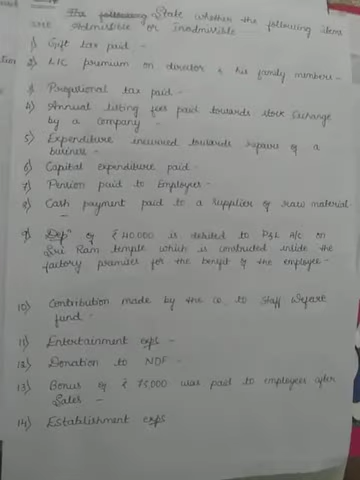 State whether the following items
are Admissible or Inadmissible
1) Gift tax paid -
2) LIC premium on director & his family members -
3) Professional tax paid -
4) Annual listing fees paid towards stock Exchange
by a company -
5) Expenditure incurred towards repairs of a
business -
6) Capital expenditure paid -
7) Pension paid to Employees -
8) Cash payment paid to a supplier of raw material -
9) Depⁿ of ₹ 40,000 is debited to P&L A/c on
Sri Ram temple which is constructed inside the
factory premises for the benefit of the employee -
10) Contribution made by the co. to Staff Welfare
fund -
11) Entertainment exps -
12) Donation to NDF -
13) Bonus of ₹ 75,000 was paid to employees after
Sales -
14) Establishment exps